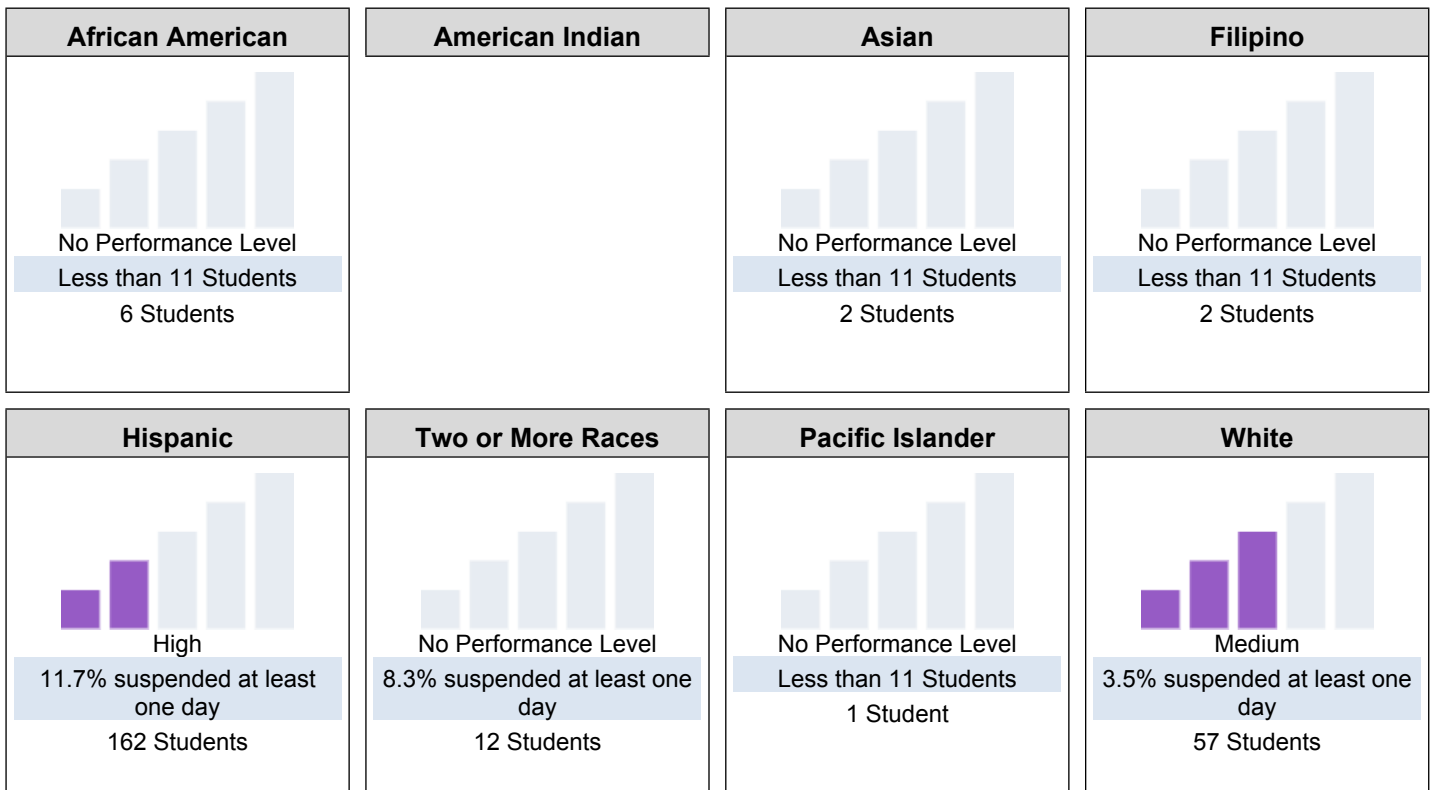 African American
No Performance Level
Less than 11 Students
6 Students
American Indian
Asian
No Performance Level
Less than 11 Students
2 Students
Filipino
No Performance Level
Less than 11 Students
2 Students
Hispanic
High
11.7% suspended at least
one day
162 Students
Two or More Races
No Performance Level
8.3% suspended at least one
day
12 Students
Pacific Islander
No Performance Level
Less than 11 Students
1 Student
White
Medium
3.5% suspended at least one
day
57 Students